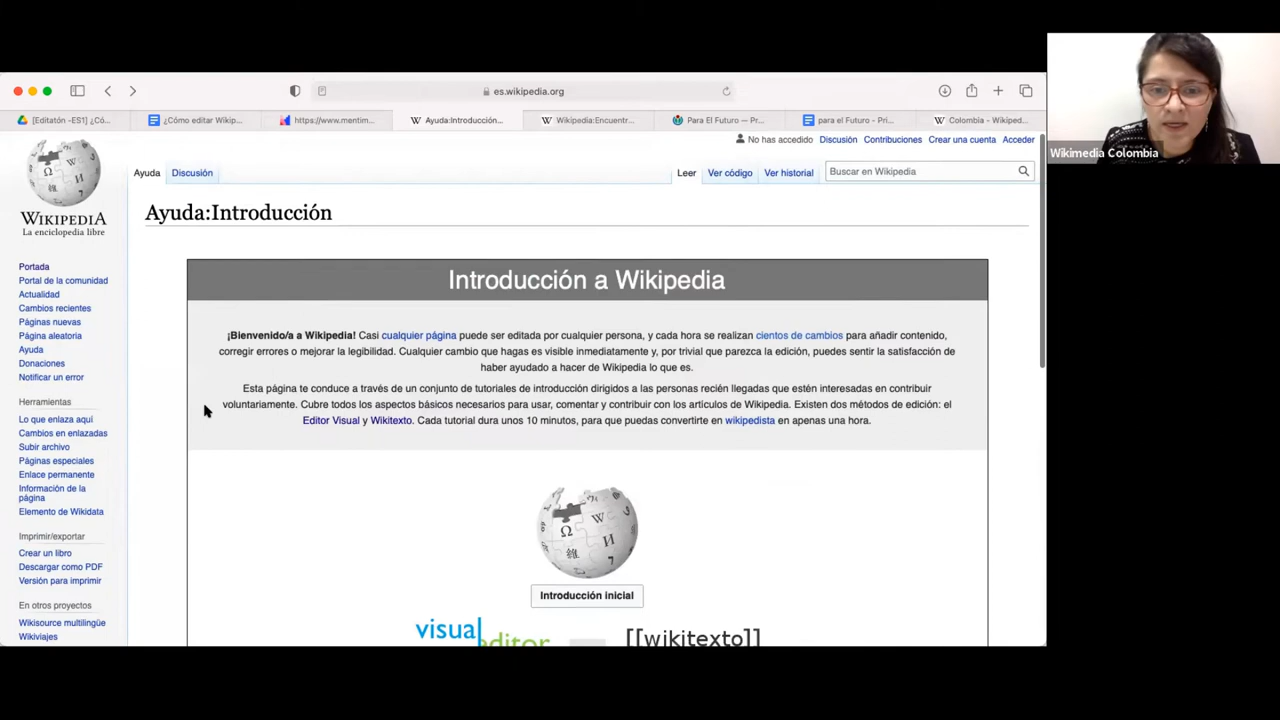 es.wikipedia.org
[Editatón -ES1] ¿Có...
¿Cómo editar Wikip...
https://www.mentim...
Ayuda:Introducción...
Wikipedia:Encuentr...
Para El Futuro — Pr...
para el Futuro - Pri...
Colombia - Wikiped...
No has accedido Discusión Contribuciones Crear una cuenta Acceder
Ayuda Discusión Leer Ver código Ver historial Buscar en Wikipedia
WIKIPEDIA
La enciclopedia libre
Portada
Portal de la comunidad
Actualidad
Cambios recientes
Páginas nuevas
Página aleatoria
Ayuda
Donaciones
Notificar un error
Herramientas
Lo que enlaza aquí
Cambios en enlazadas
Subir archivo
Páginas especiales
Enlace permanente
Información de la
página
Elemento de Wikidata
Imprimir/exportar
Crear un libro
Descargar como PDF
Versión para imprimir
En otros proyectos
Wikisource multilingüe
Wikiviajes
Ayuda:Introducción
Introducción a Wikipedia
¡Bienvenido/a a Wikipedia! Casi cualquier página puede ser editada por cualquier persona, y cada hora se realizan cientos de cambios para añadir contenido,
corregir errores o mejorar la legibilidad. Cualquier cambio que hagas es visible inmediatamente y, por trivial que parezca la edición, puedes sentir la satisfacción de
haber ayudado a hacer de Wikipedia lo que es.
Esta página te conduce a través de un conjunto de tutoriales de introducción dirigidos a las personas recién llegadas que estén interesadas en contribuir
voluntariamente. Cubre todos los aspectos básicos necesarios para usar, comentar y contribuir con los artículos de Wikipedia. Existen dos métodos de edición: el
Editor Visual y Wikitexto. Cada tutorial dura unos 10 minutos, para que puedas convertirte en wikipedista en apenas una hora.
Introducción inicial
visual
editor
[[wikitexto]]
Wikimedia Colombia